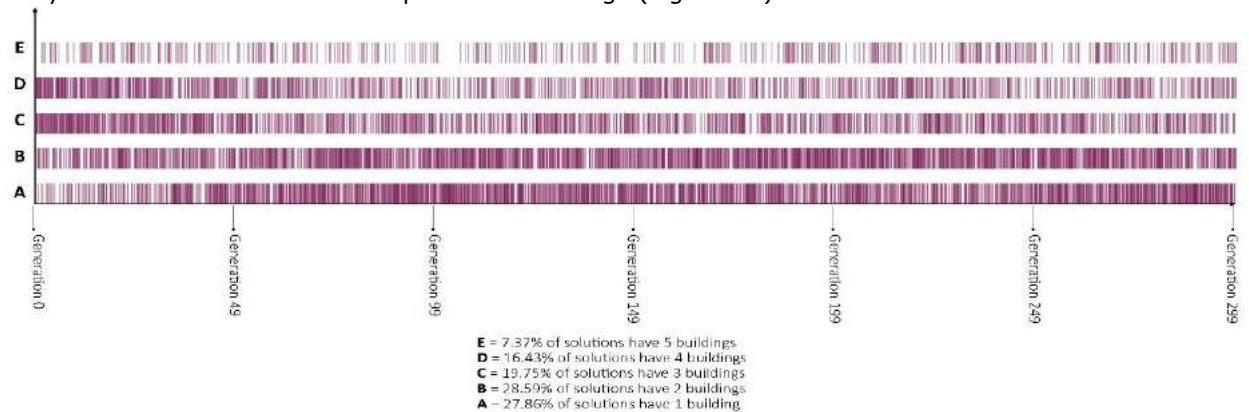 E
D
C
B
A
Generation 0
Generation 49
Generation 99
Generation 149
Generation 199
Generation 249
Generation 299
E = 7.37% of solutions have 5 buildings
D = 16.43% of solutions have 4 buildings
C = 19.75% of solutions have 3 buildings
B = 28.59% of solutions have 2 buildings
A = 27.86% of solutions have 1 building